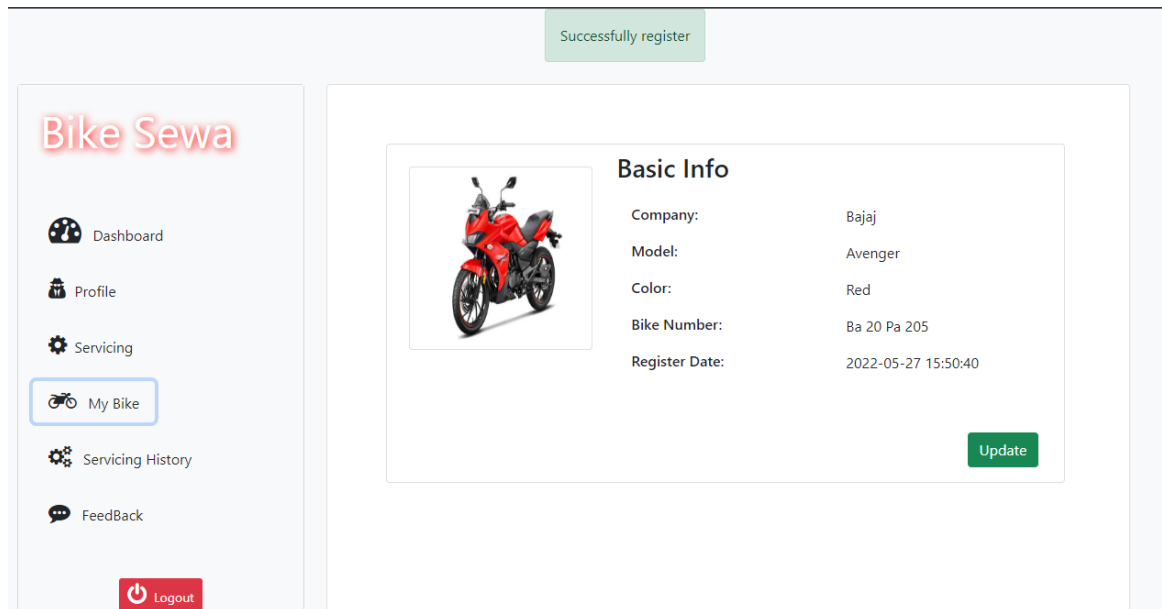 Successfully register
Bike Sewa
Dashboard
Profile
Servicing
My Bike
Servicing History
FeedBack
Logout
Basic Info
Company: Bajaj
Model: Avenger
Color: Red
Bike Number: Ba 20 Pa 205
Register Date: 2022-05-27 15:50:40
Update